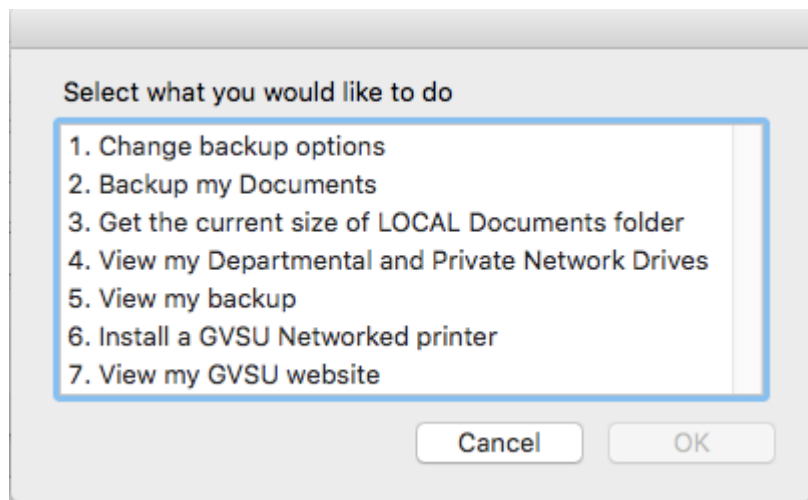 Select what you would like to do
1. Change backup options
2. Backup my Documents
3. Get the current size of LOCAL Documents folder
4. View my Departmental and Private Network Drives
5. View my backup
6. Install a GVSU Networked printer
7. View my GVSU website
Cancel OK